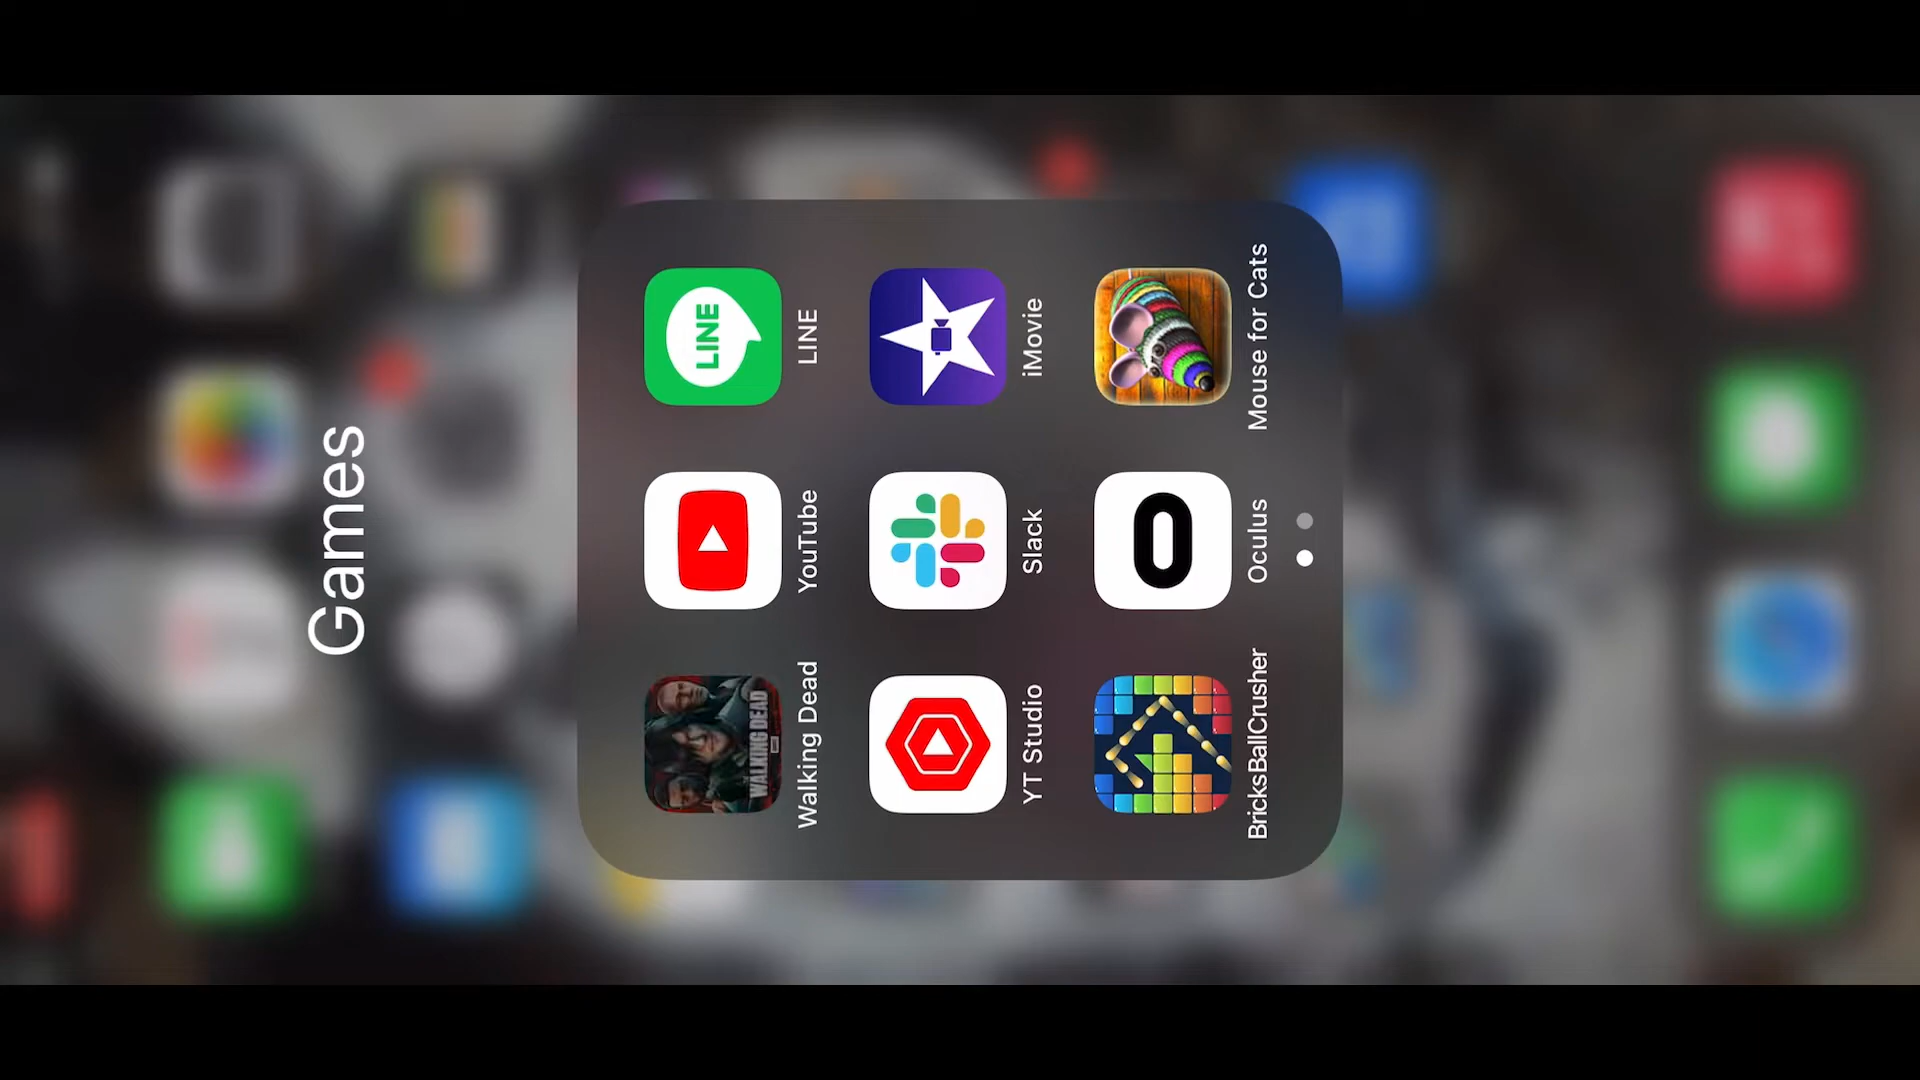 Games
Walking Dead
YouTube
LINE
YT Studio
Slack
iMovie
BricksBallCrusher
Oculus
Mouse for Cats
WALKING DEAD
LINE